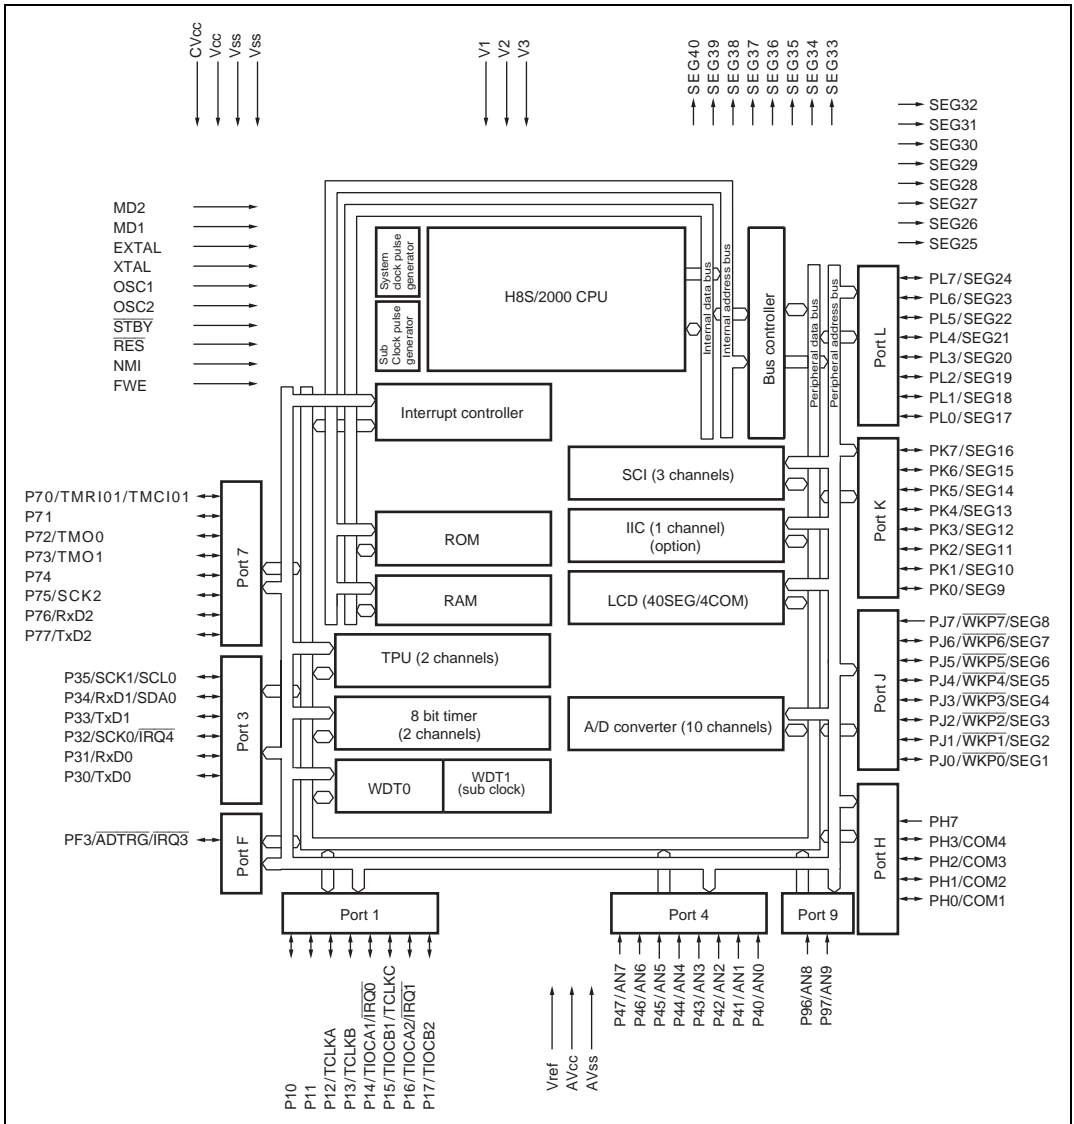 CVcc
Vcc
Vss
Vss
V1
V2
V3
SEG40
SEG39
SEG38
SEG37
SEG36
SEG35
SEG34
SEG33
SEG32
SEG31
SEG30
SEG29
SEG28
SEG27
SEG26
SEG25
MD2
MD1
EXTAL
XTAL
OSC1
OSC2
STBY
RES
NMI
FWE
System
clock pulse
generator
Sub
Clock pulse
generator
H8S/2000 CPU
Internal data bus
Internal address bus
Bus controller
Peripheral data bus
Peripheral address bus
Port L
PL7/SEG24
PL6/SEG23
PL5/SEG22
PL4/SEG21
PL3/SEG20
PL2/SEG19
PL1/SEG18
PL0/SEG17
Interrupt controller
SCI (3 channels)
Port K
PK7/SEG16
PK6/SEG15
PK5/SEG14
PK4/SEG13
PK3/SEG12
PK2/SEG11
PK1/SEG10
PK0/SEG9
P70/TMRI01/TMCI01
P71
P72/TMO0
P73/TMO1
P74
P75/SCK2
P76/RxD2
P77/TxD2
Port 7
ROM
IIC (1 channel)
(option)
RAM
LCD (40SEG/4COM)
Port J
PJ7/WKP7/SEG8
PJ6/WKP6/SEG7
PJ5/WKP5/SEG6
PJ4/WKP4/SEG5
PJ3/WKP3/SEG4
PJ2/WKP2/SEG3
PJ1/WKP1/SEG2
PJ0/WKP0/SEG1
P35/SCK1/SCL0
P34/RxD1/SDA0
P33/TxD1
P32/SCK0/IRQ4
P31/RxD0
P30/TxD0
Port 3
TPU (2 channels)
8 bit timer
(2 channels)
A/D converter (10 channels)
WDT0
WDT1
(sub clock)
PF3/ADTRG/IRQ3
Port F
Port H
PH7
PH3/COM4
PH2/COM3
PH1/COM2
PH0/COM1
Port 1
Port 4
Port 9
P10
P11
P12/TCLKA
P13/TCLKB
P14/TIOCA1/IRQ0
P15/TIOCB1/TCLKC
P16/TIOCA2/IRQ1
P17/TIOCB2
Vref
AVcc
AVss
P47/AN7
P46/AN6
P45/AN5
P44/AN4
P43/AN3
P42/AN2
P41/AN1
P40/AN0
P96/AN8
P97/AN9